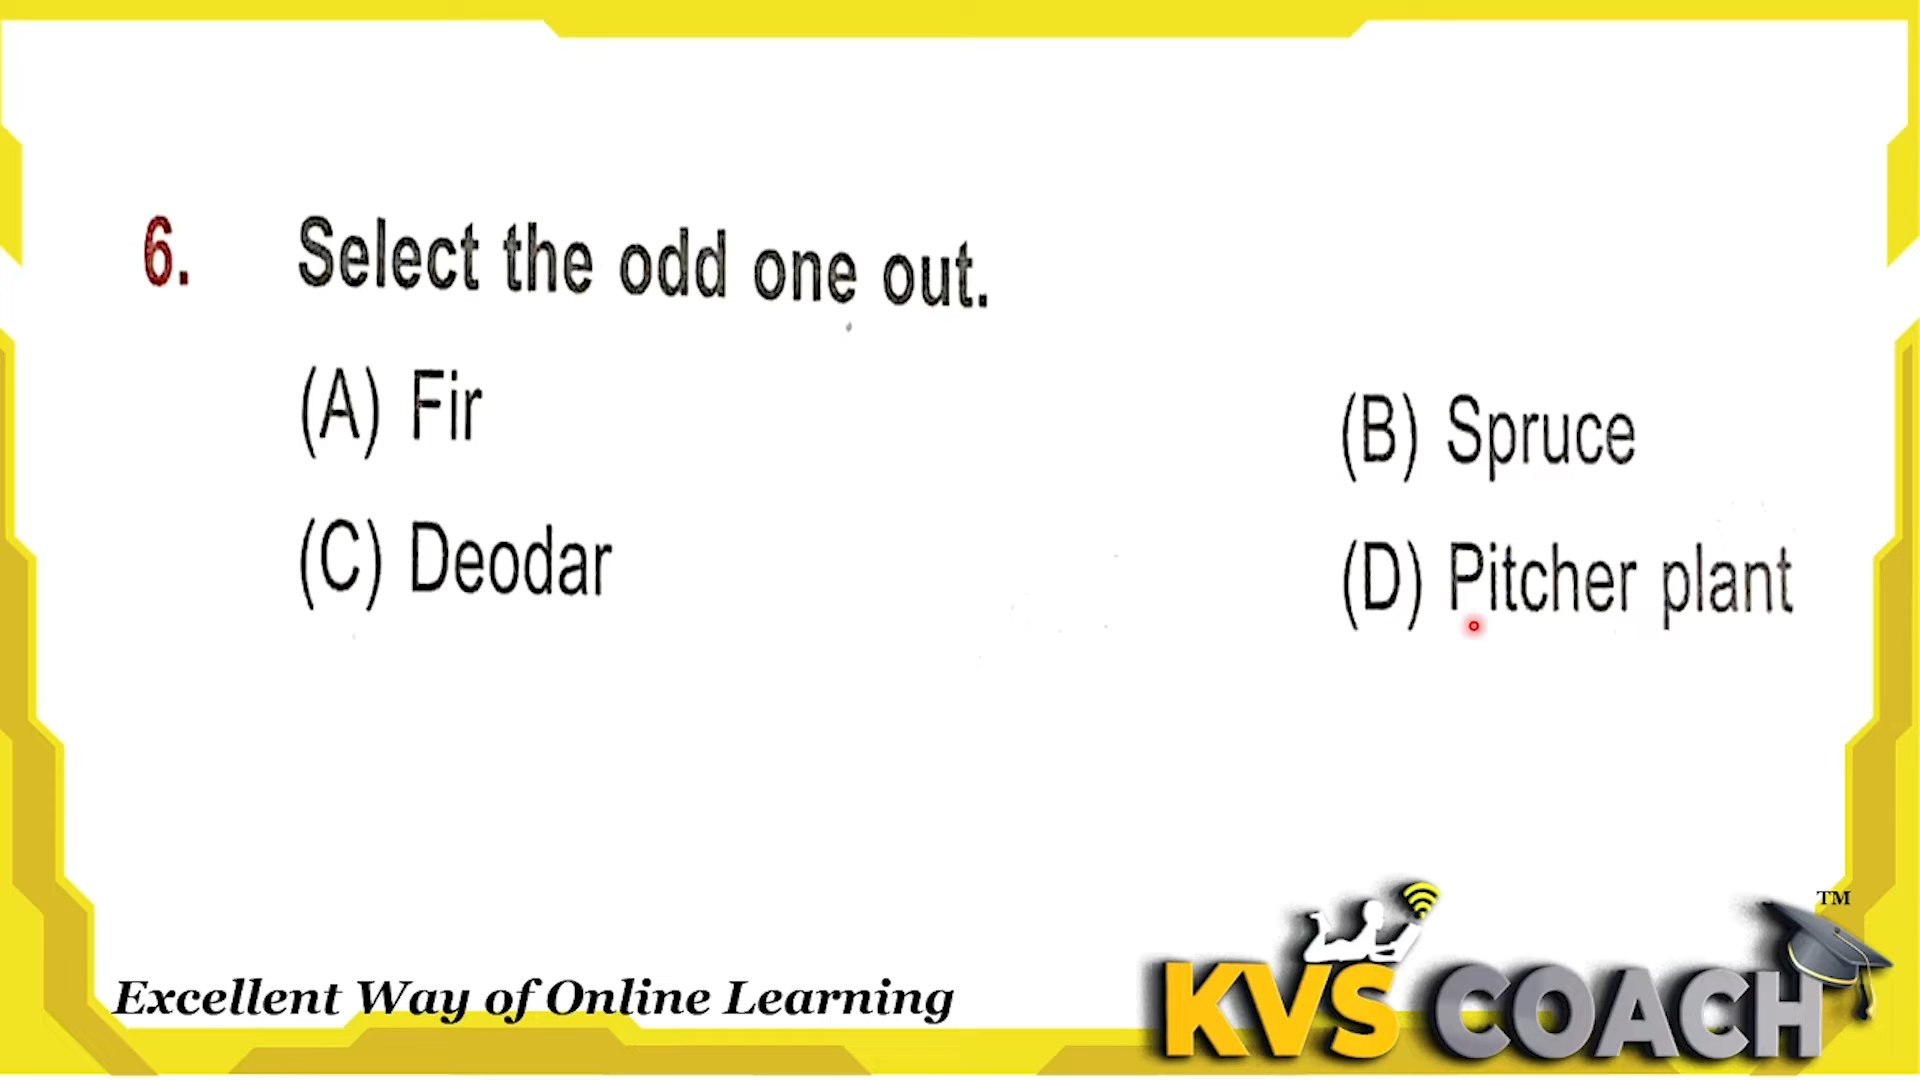 6. Select the odd one out.
(A) Fir
(B) Spruce
(C) Deodar
(D) Pitcher plant
Excellent Way of Online Learning
KVS COACH TM